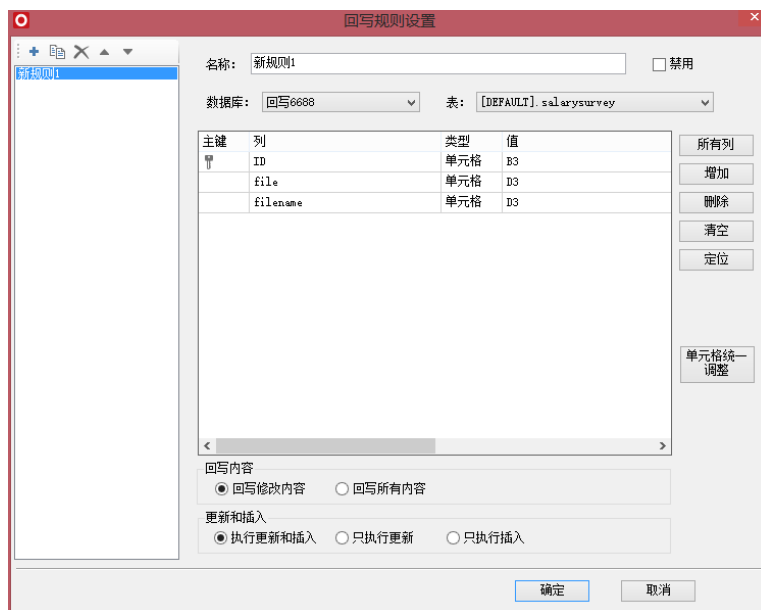 回写规则设置
新规则1
名称： 新规则1 禁用
数据库： 回写6688 表： [DEFAULT].salarysurvey
主键 列 类型 值
ID 单元格 B3
file 单元格 D3
filename 单元格 D3
所有列
增加
删除
清空
定位
单元格统一
调整
回写内容
回写修改内容 回写所有内容
更新和插入
执行更新和插入 只执行更新 只执行插入
确定 取消